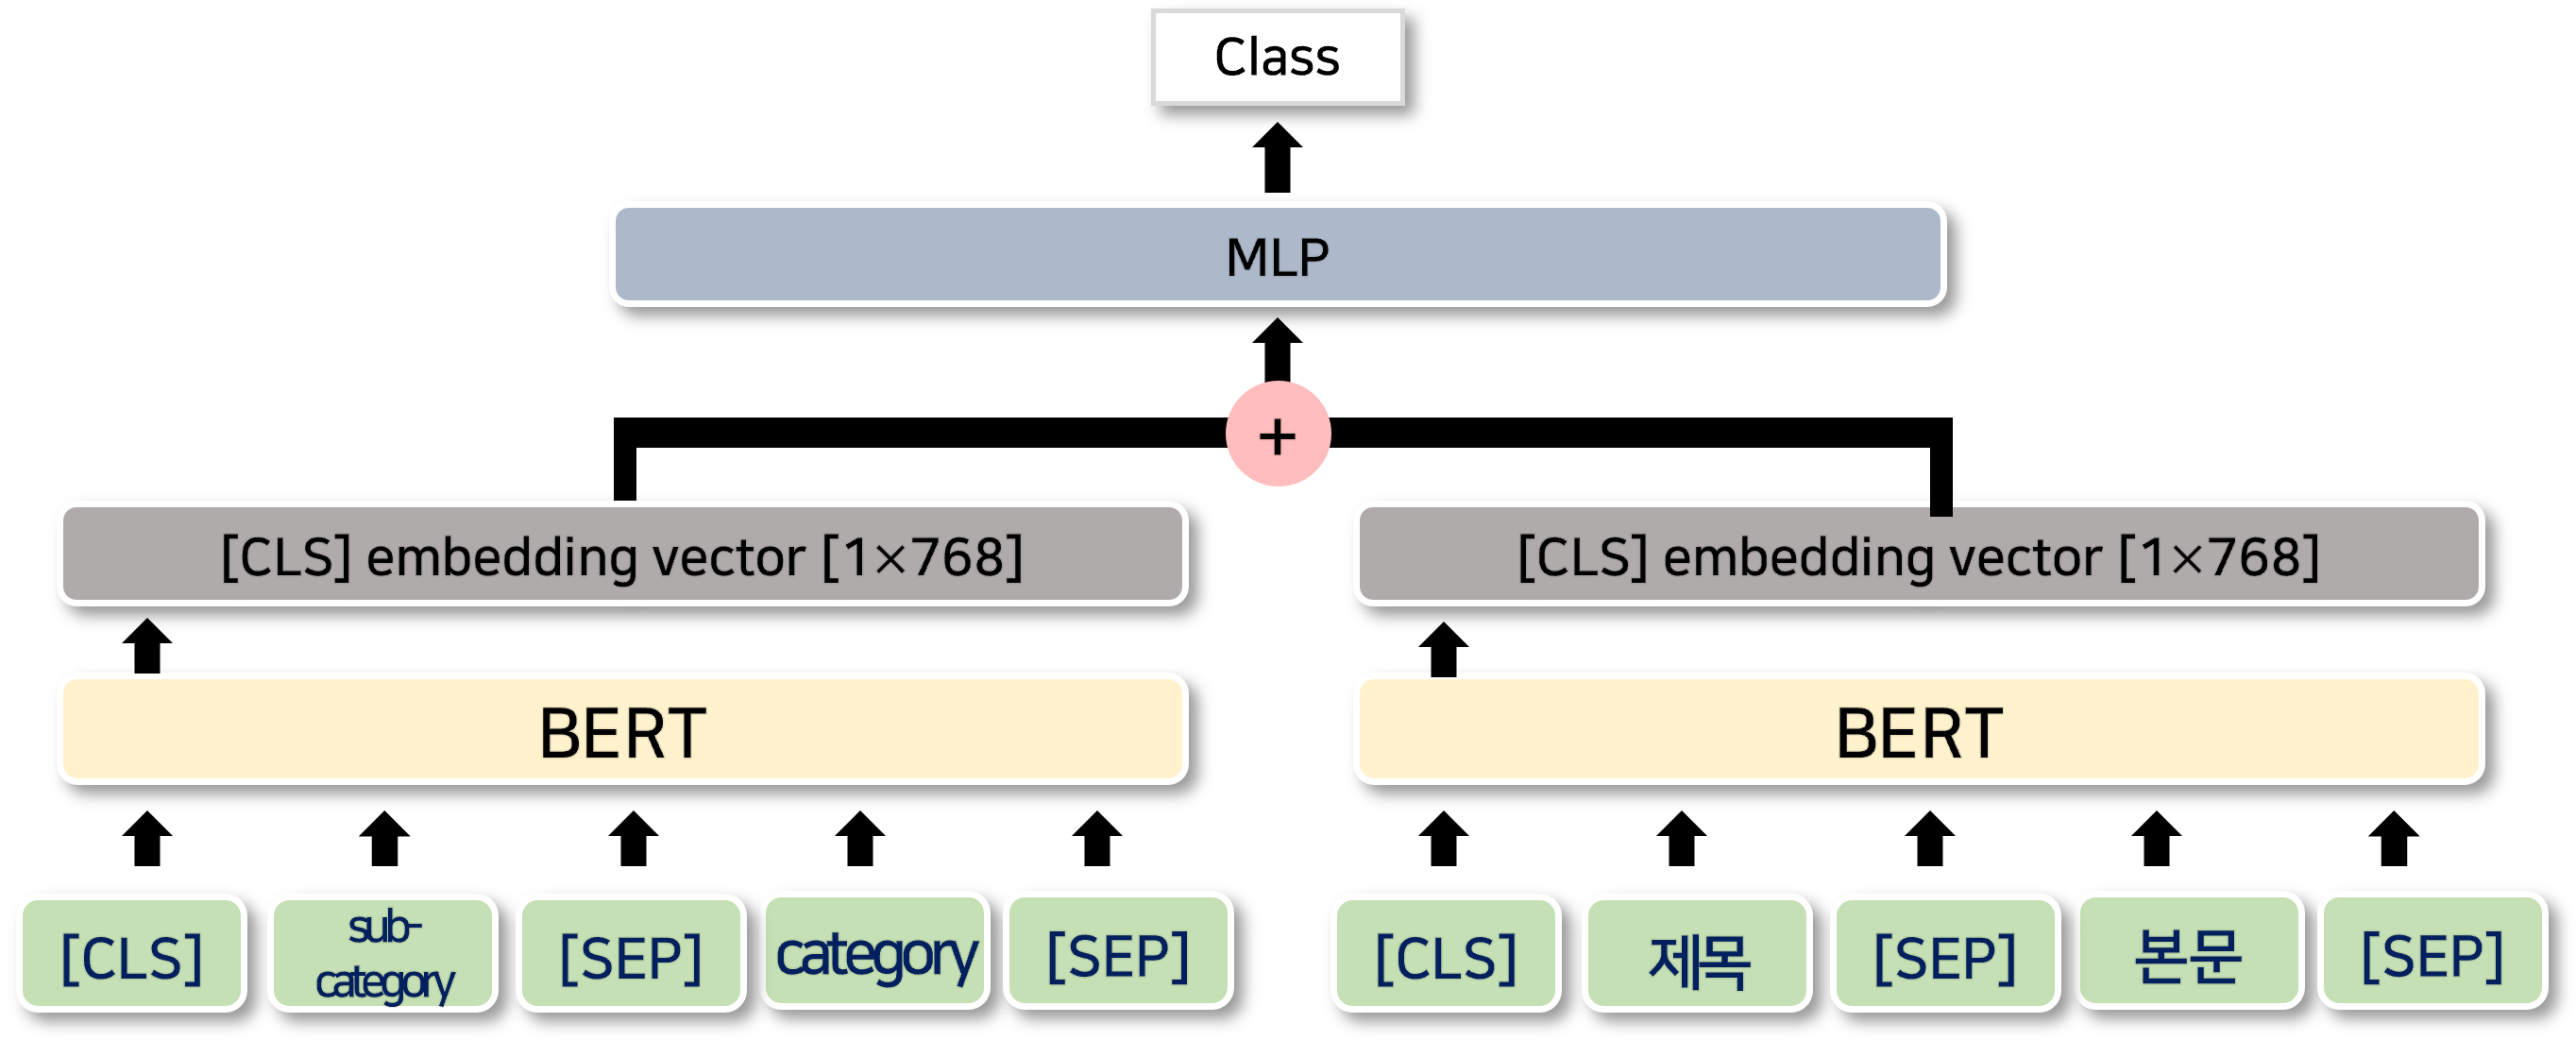 Class
MLP
+
[CLS] embedding vector [1×768]
[CLS] embedding vector [1×768]
BERT
BERT
[CLS]
sub-
category
[SEP]
category
[SEP]
[CLS]
제목
[SEP]
본문
[SEP]